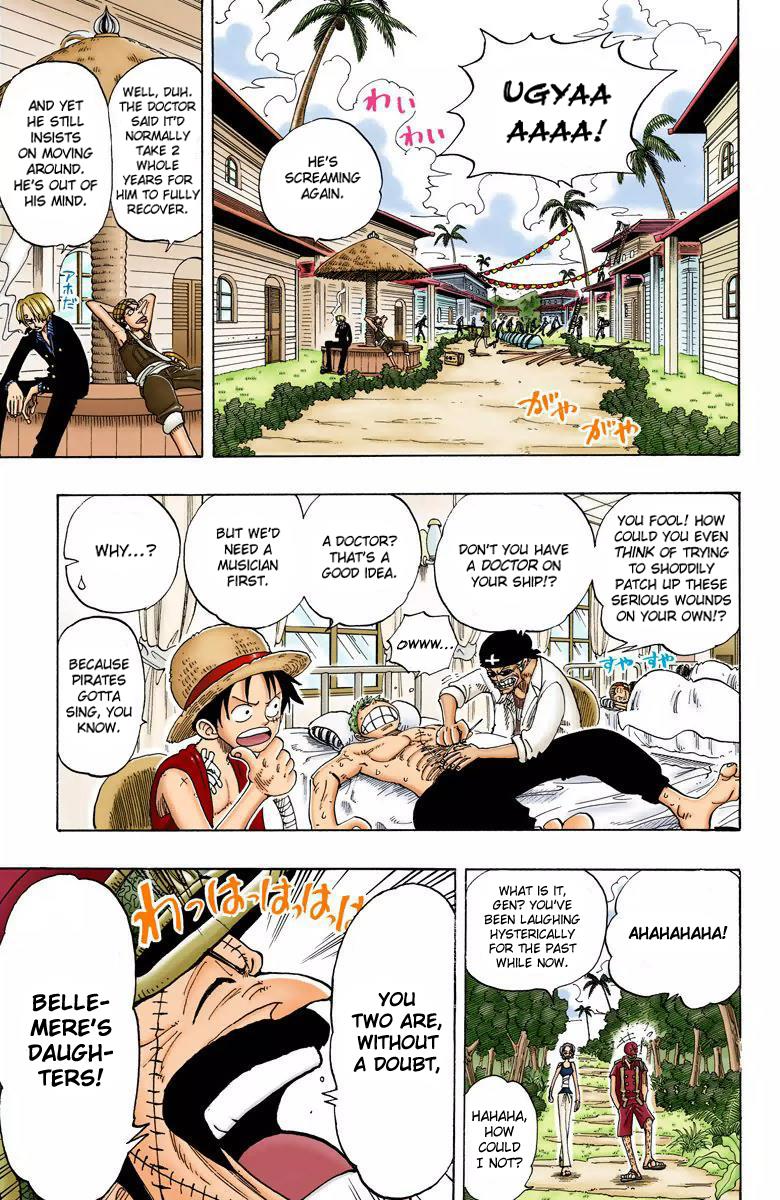 UGYAA
AAAA!
わい
わい
HE'S
SCREAMING
AGAIN.
がや
がや
WELL, DUH.
THE DOCTOR
SAID IT'D
NORMALLY
TAKE 2
WHOLE
YEARS FOR
HIM TO FULLY
RECOVER.
AND YET
HE STILL
INSISTS
ON MOVING
AROUND.
HE'S OUT OF
HIS MIND.
アホだ
YOU FOOL! HOW
COULD YOU EVEN
THINK OF TRYING
TO SHODDILY
PATCH UP THESE
SERIOUS WOUNDS
ON YOUR OWN!?
すや すや
DON'T YOU HAVE
A DOCTOR ON
YOUR SHIP!?
OWWW...
A DOCTOR?
THAT'S A
GOOD IDEA.
BUT WE'D
NEED A
MUSICIAN
FIRST.
WHY...?
BECAUSE
PIRATES
GOTTA
SING, YOU
KNOW.
AHAHAHAHA!
WHAT IS IT,
GEN? YOU'VE
BEEN LAUGHING
HYSTERICALLY
FOR THE PAST
WHILE NOW.
HAHAHA,
HOW
COULD I
NOT?
わっはっはっはっは
YOU
TWO ARE,
WITHOUT
A DOUBT,
BELLE-
MERE'S
DAUGH-
TERS!